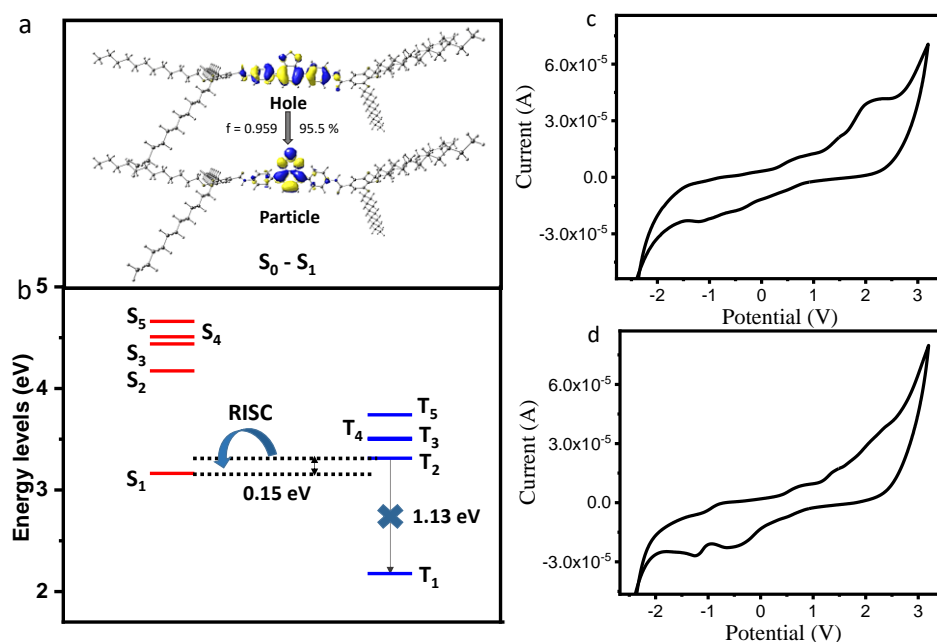 a
Hole
f = 0.959 95.5 %
Particle
S₀ - S₁
b
Energy levels (eV)
5
4
3
2
S₅
S₄
S₃
S₂
S₁
RISC
0.15 eV
T₅
T₄
T₃
T₂
1.13 eV
T₁
c
Current (A)
6.0x10⁻⁵
3.0x10⁻⁵
0.0
-3.0x10⁻⁵
-2 -1 0 1 2 3
Potential (V)
d
Current (A)
6.0x10⁻⁵
3.0x10⁻⁵
0.0
-3.0x10⁻⁵
-2 -1 0 1 2 3
Potential (V)